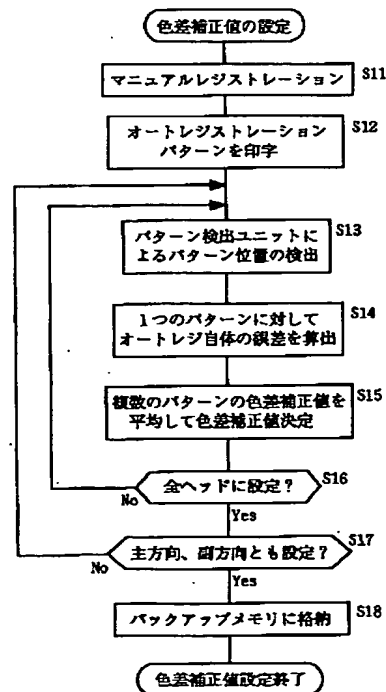 色差補正値の設定
マニュアルレジストレーション
S11
オートレジストレーション
パターンを印字
S12
パターン検出ユニットに
よるパターン位置の検出
S13
1つのパターンに対して
オートレジ自体の誤差を算出
S14
複数のパターンの色差補正値を
平均して色差補正値決定
S15
全ヘッドに設定?
S16
No
Yes
主方向、副方向とも設定?
S17
No
Yes
バックアップメモリに格納
S18
色差補正値設定終了